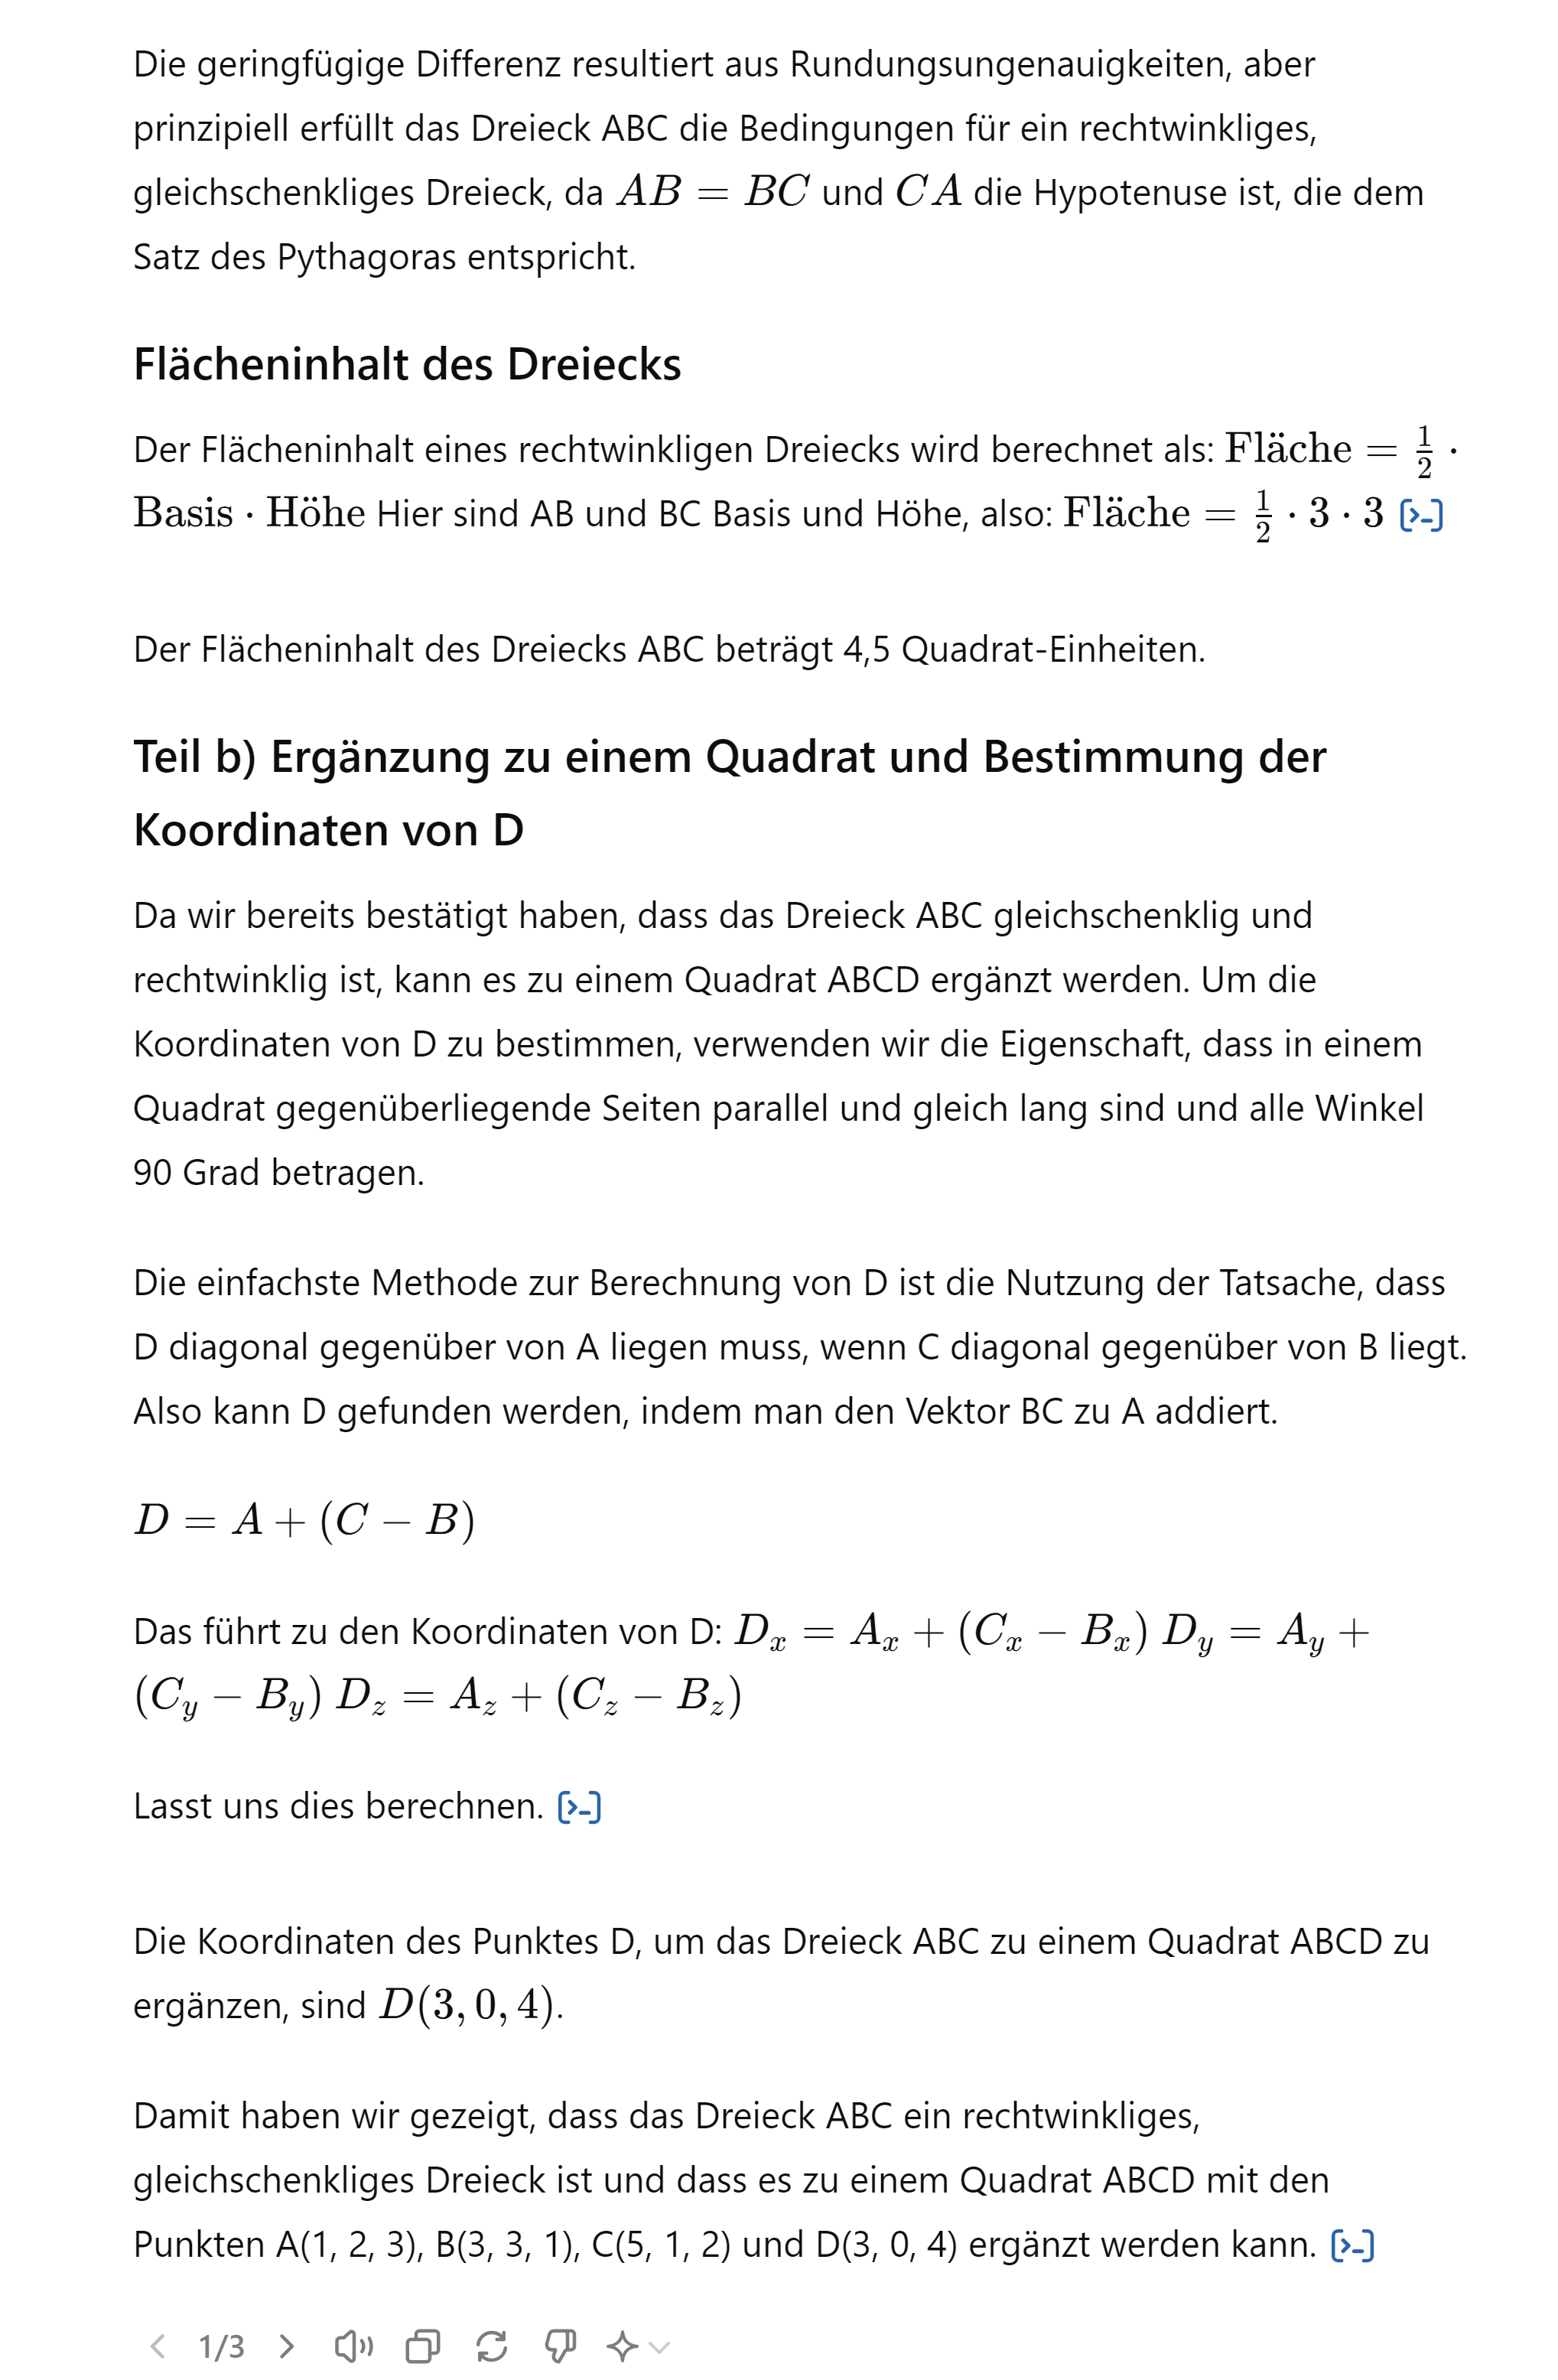 Die geringfügige Differenz resultiert aus Rundungsungenauigkeiten, aber
prinzipiell erfüllt das Dreieck ABC die Bedingungen für ein rechtwinkliges,
gleichschenkliges Dreieck, da AB = BC und CA die Hypotenuse ist, die dem
Satz des Pythagoras entspricht.
Flächeninhalt des Dreiecks
Der Flächeninhalt eines rechtwinkligen Dreiecks wird berechnet als: Fläche = 1/2 ·
Basis · Höhe Hier sind AB und BC Basis und Höhe, also: Fläche = 1/2 · 3 · 3 [>-]
Der Flächeninhalt des Dreiecks ABC beträgt 4,5 Quadrat-Einheiten.
Teil b) Ergänzung zu einem Quadrat und Bestimmung der
Koordinaten von D
Da wir bereits bestätigt haben, dass das Dreieck ABC gleichschenklig und
rechtwinklig ist, kann es zu einem Quadrat ABCD ergänzt werden. Um die
Koordinaten von D zu bestimmen, verwenden wir die Eigenschaft, dass in einem
Quadrat gegenüberliegende Seiten parallel und gleich lang sind und alle Winkel
90 Grad betragen.
Die einfachste Methode zur Berechnung von D ist die Nutzung der Tatsache, dass
D diagonal gegenüber von A liegen muss, wenn C diagonal gegenüber von B liegt.
Also kann D gefunden werden, indem man den Vektor BC zu A addiert.
D = A + (C − B)
Das führt zu den Koordinaten von D: D_x = A_x + (C_x − B_x) D_y = A_y +
(C_y − B_y) D_z = A_z + (C_z − B_z)
Lasst uns dies berechnen. [>-]
Die Koordinaten des Punktes D, um das Dreieck ABC zu einem Quadrat ABCD zu
ergänzen, sind D(3, 0, 4).
Damit haben wir gezeigt, dass das Dreieck ABC ein rechtwinkliges,
gleichschenkliges Dreieck ist und dass es zu einem Quadrat ABCD mit den
Punkten A(1, 2, 3), B(3, 3, 1), C(5, 1, 2) und D(3, 0, 4) ergänzt werden kann. [>-]
1/3